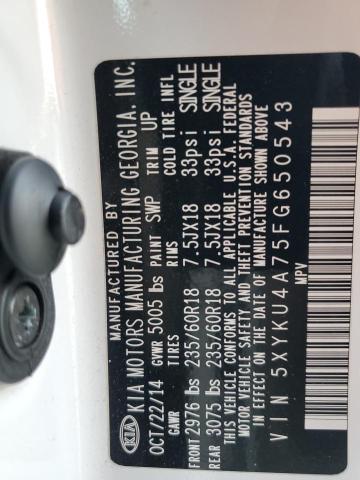 MANUFACTURED BY
KIA KIA MOTORS MANUFACTURING GEORGIA, INC.
OCT/22/14 GVWR 5005 lbs PAINT SWP TRIM UP
GAWR TIRES RIMS COLD TIRE INFL
FRONT 2976 lbs 235/60R18 7.5JX18 33psi SINGLE
REAR 3075 lbs 235/60R18 7.5JX18 33psi SINGLE
THIS VEHICLE CONFORMS TO ALL APPLICABLE U.S.A. FEDERAL
MOTOR VEHICLE SAFETY AND THEFT PREVENTION STANDARDS
IN EFFECT ON THE DATE OF MANUFACTURE SHOWN ABOVE
VIN 5XYKU4A75FG650543